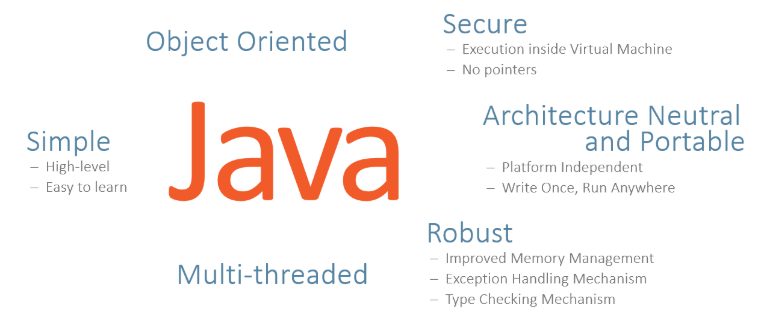 Object Oriented
Secure
– Execution inside Virtual Machine
– No pointers
Simple
– High-level
– Easy to learn
Java
Architecture Neutral
and Portable
– Platform Independent
– Write Once, Run Anywhere
Robust
– Improved Memory Management
– Exception Handling Mechanism
– Type Checking Mechanism
Multi-threaded